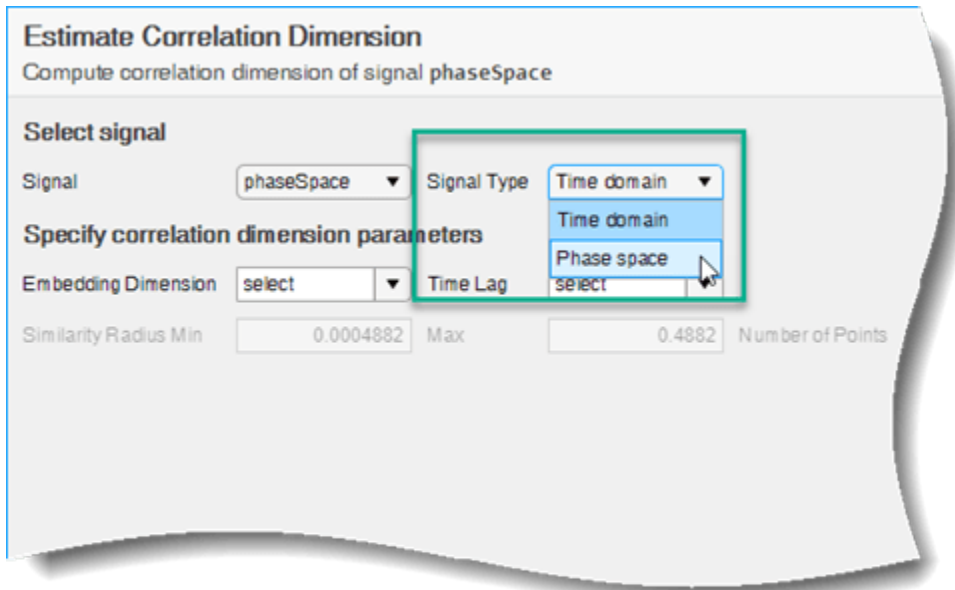 Estimate Correlation Dimension
Compute correlation dimension of signal phaseSpace
Select signal
Signal phaseSpace Signal Type Time domain
Time domain
Specify correlation dimension parameters
Phase space
Embedding Dimension select Time Lag select
Similarity Radius Min 0.0004882 Max 0.4882 Number of Points